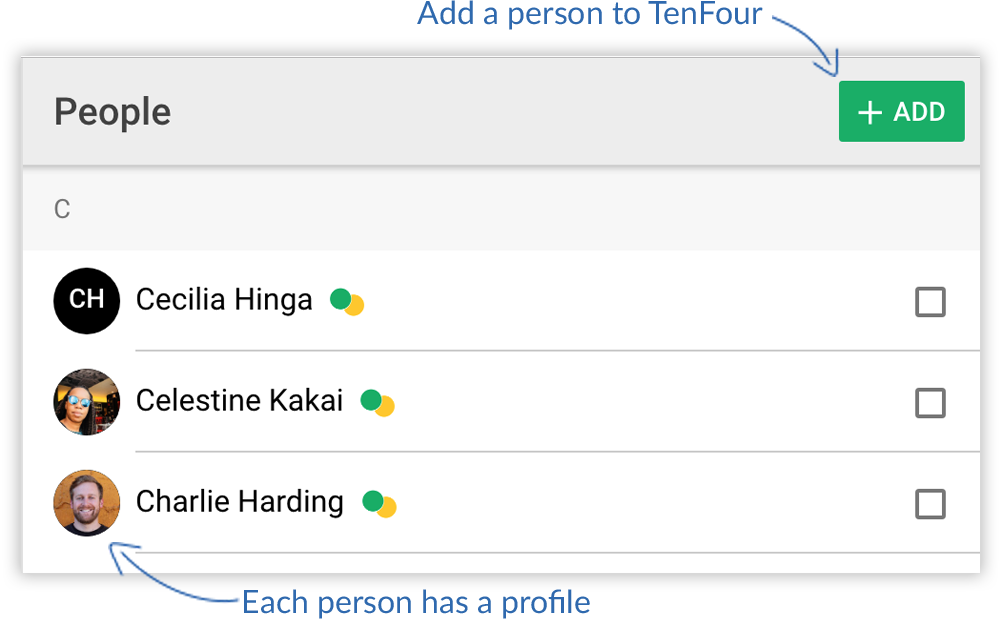 Add a person to TenFour
People
+ ADD
C
CH
Cecilia Hinga
Celestine Kakai
Charlie Harding
Each person has a profile